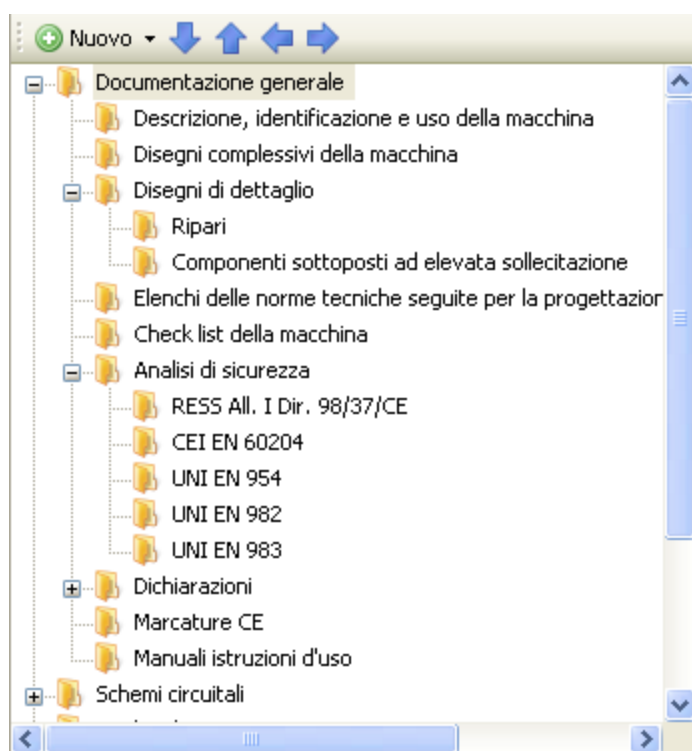 Nuovo
Documentazione generale
Descrizione, identificazione e uso della macchina
Disegni complessivi della macchina
Disegni di dettaglio
Ripari
Componenti sottoposti ad elevata sollecitazione
Elenchi delle norme tecniche seguite per la progettazion
Check list della macchina
Analisi di sicurezza
RESS All. I Dir. 98/37/CE
CEI EN 60204
UNI EN 954
UNI EN 982
UNI EN 983
Dichiarazioni
Marcature CE
Manuali istruzioni d'uso
Schemi circuitali